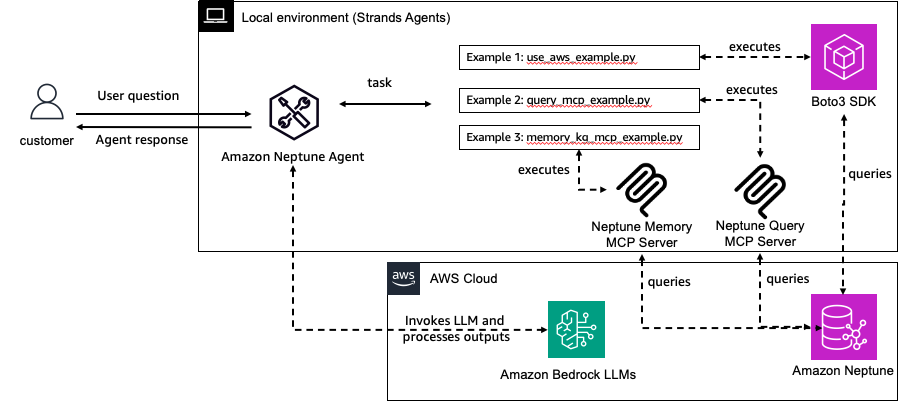 Local environment (Strands Agents)
Example 1: use_aws_example.py
executes
Boto3 SDK
User question
task
Example 2: query_mcp_example.py
executes
customer
Agent response
Amazon Neptune Agent
Example 3: memory_kg_mcp_example.py
executes
queries
Neptune Memory
MCP Server
Neptune Query
MCP Server
aws
AWS Cloud
queries
queries
Invokes LLM and
processes outputs
Amazon Bedrock LLMs
Amazon Neptune